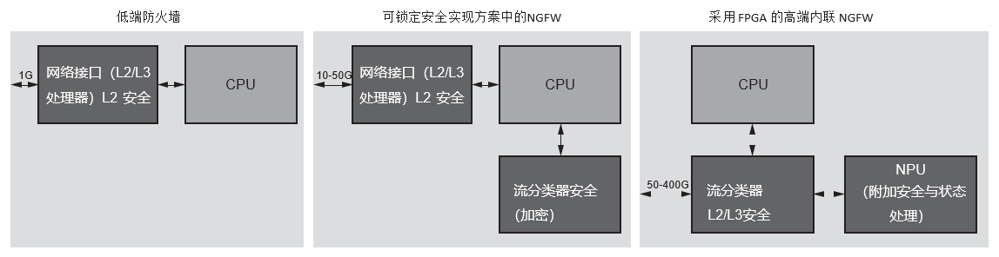 低端防火墙
1G
网络接口（L2/L3
处理器）L2 安全
CPU
可锁定安全实现方案中的NGFW
10-50G
网络接口（L2/L3
处理器）L2 安全
CPU
流分类器安全
（加密）
采用 FPGA 的高端内联 NGFW
CPU
50-400G
流分类器
L2/L3安全
NPU
（附加安全与状态
处理）